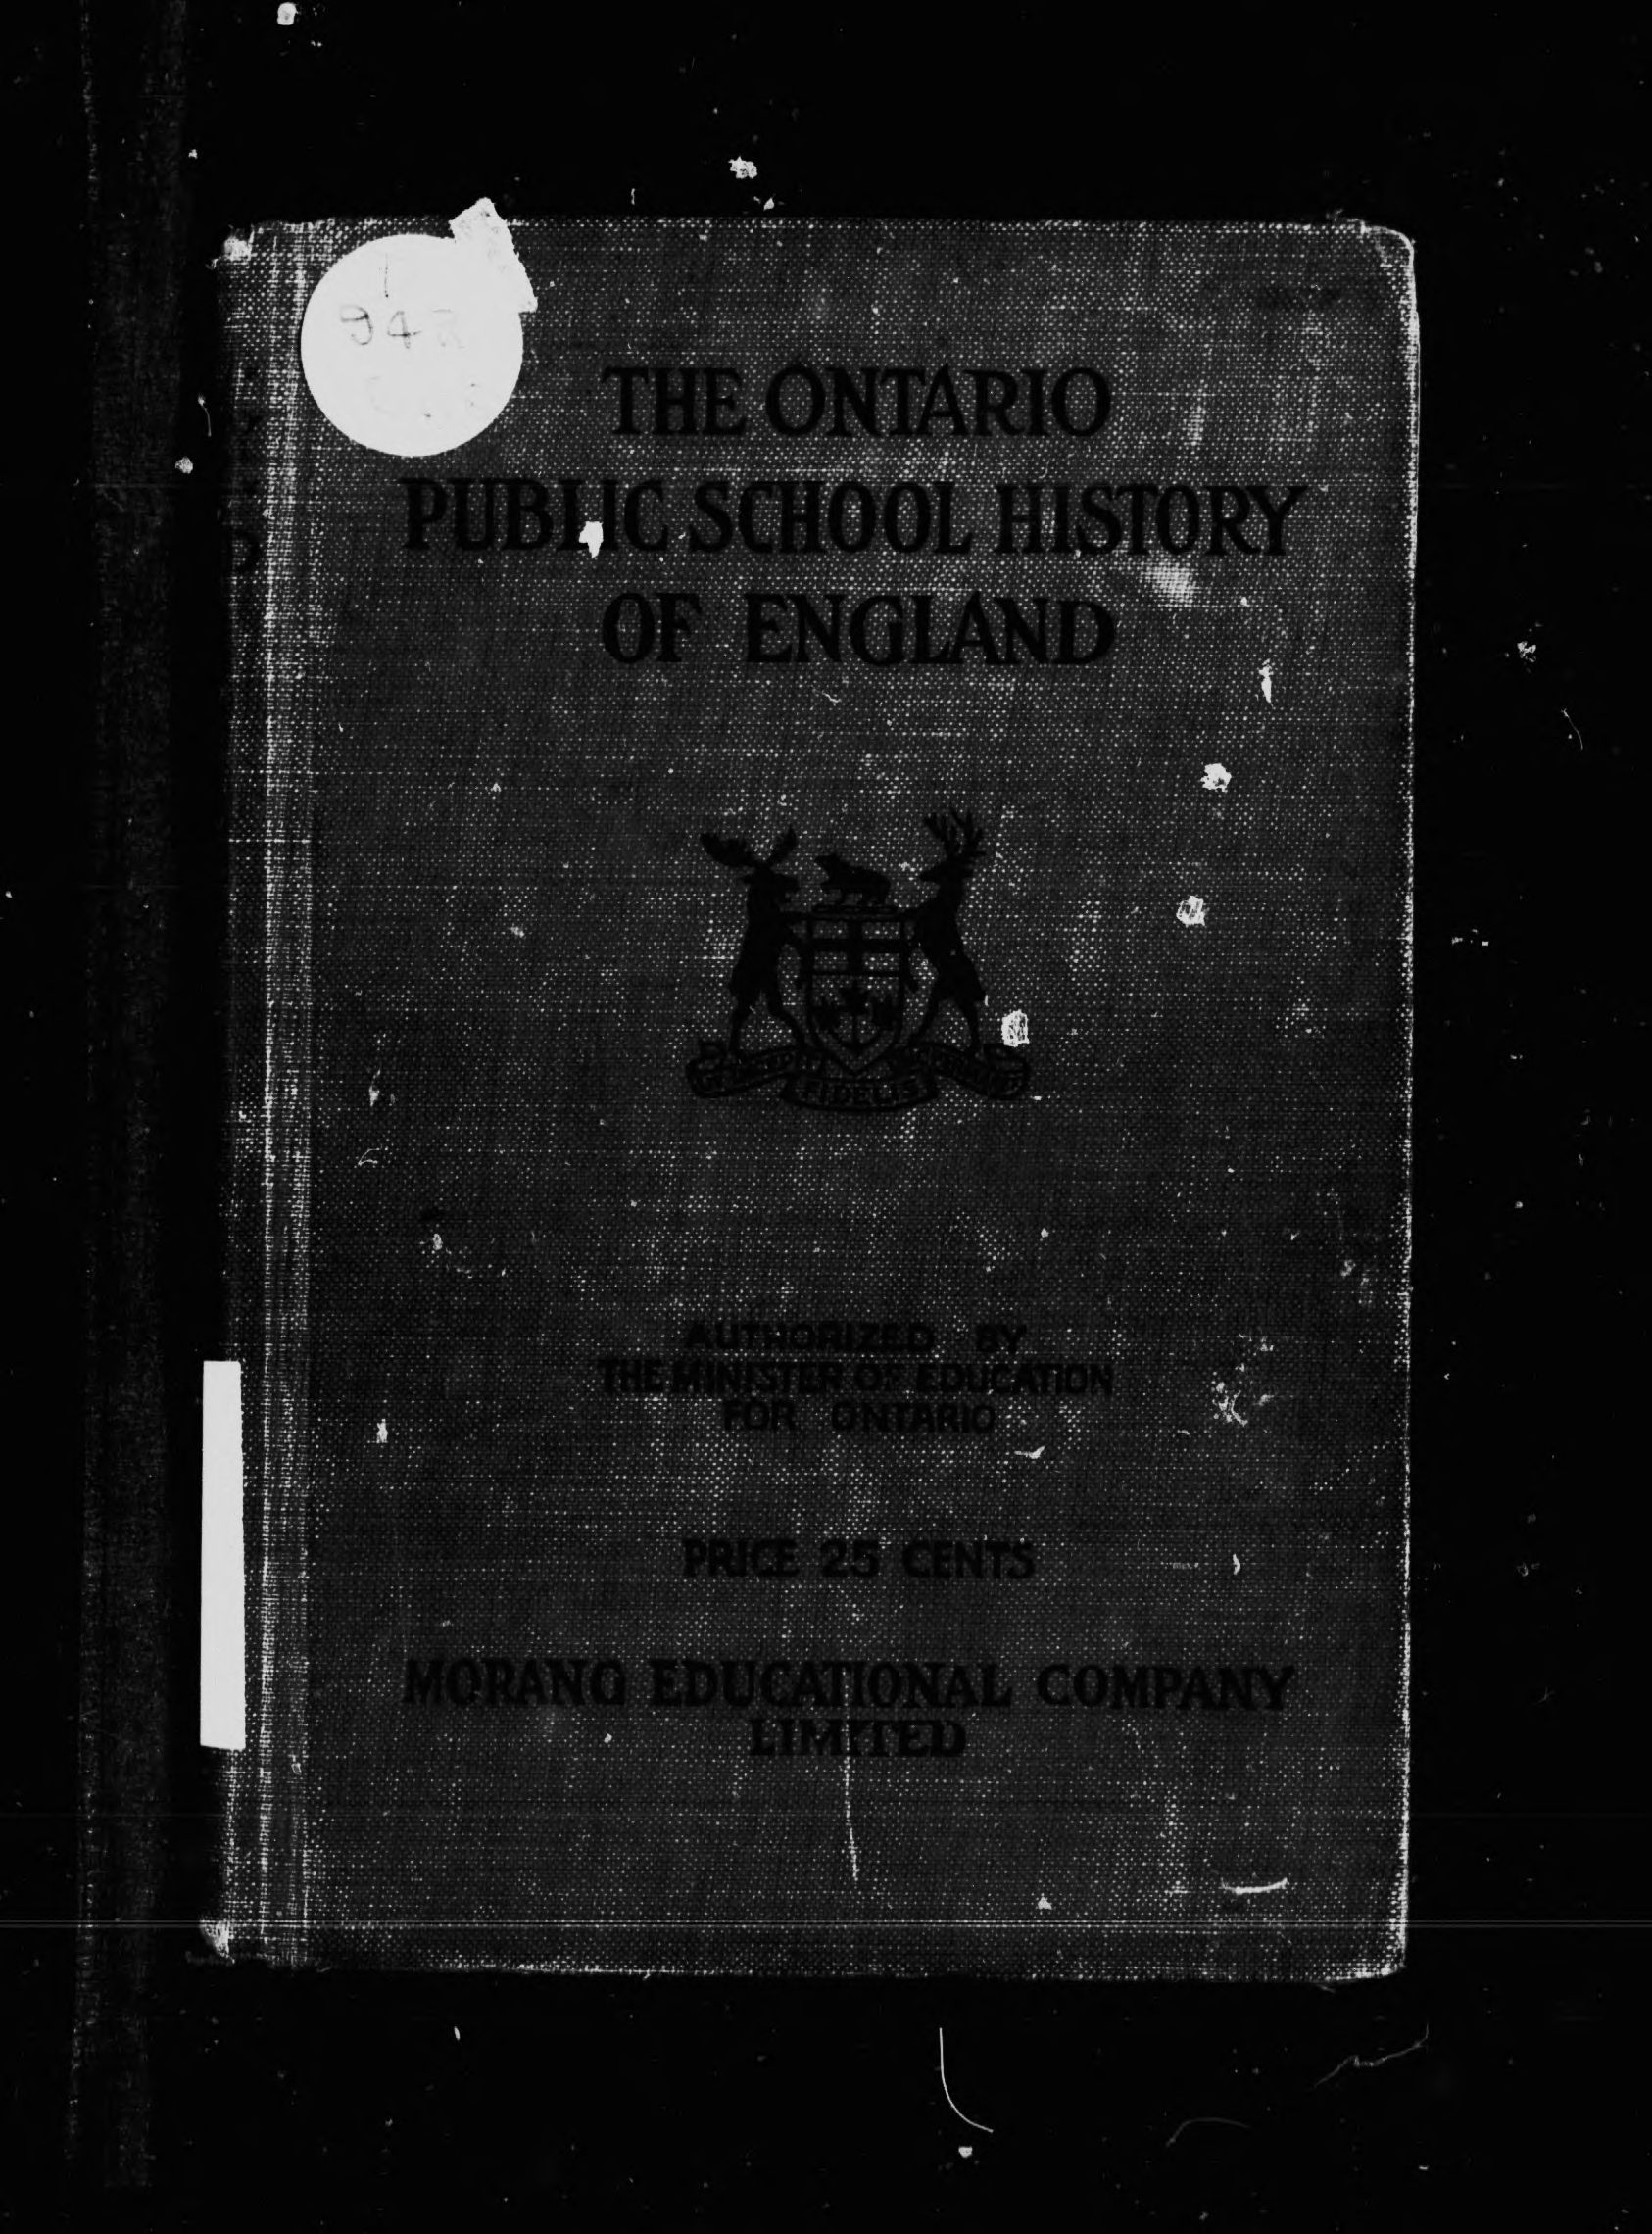 942
THE ONTARIO
PUBLIC SCHOOL HISTORY
OF ENGLAND
FIDELIS
AUTHORIZED BY
THE MINISTER OF EDUCATION
FOR ONTARIO
PRICE 25 CENTS
MORANG EDUCATIONAL COMPANY
LIMITED